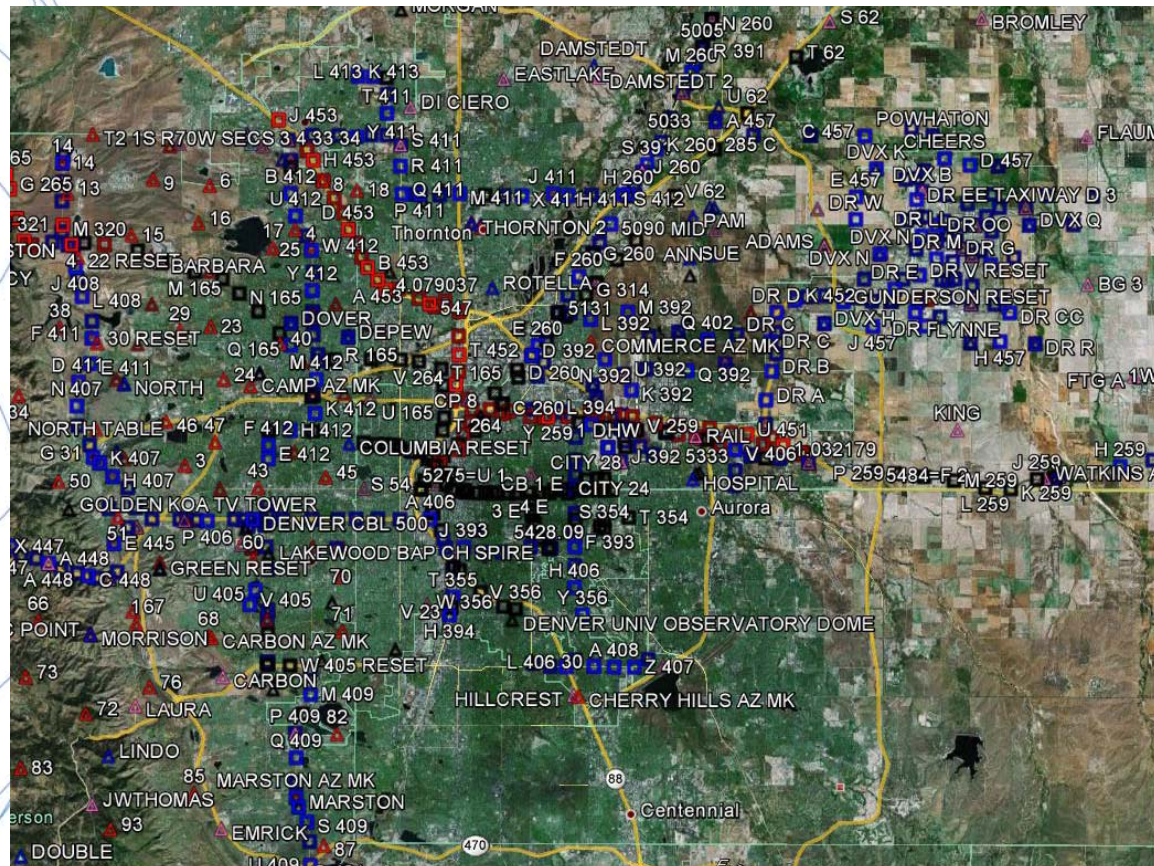 MORGAN
N 260
5005
S 62
BROMLEY
DAMSTEDT
M 260
R 391
T 62
L 413
K 413
EASTLAKE
DAMSTEDT 2
T 411
DI CIERO
U 62
J 453
5033
A 457
T2 1S R70W SECS 3 4 33 34
Y 411
S 411
C 457
POWHATON
FLAUM
14
S 39
K 260
285 C
CHEERS
H 453
DVX K
265
14
R 411
J 260
D 457
B 412
DVX B
G 265
13
9
6
8
18
J 411
H 260
E 457
DR EE
TAXIWAY D 3
U 412
Q 411
M 411
X 411
H 411
S 412
V 62
DR W
D 453
P 411
DR LL
DR OO
DVX Q
321
16
Thornton
THORNTON 2
5090 MID
PAM
M 320
17
4
DVX N
DR M
DR G
STON
15
25
W 412
G 260
ADAMS
CY
4
22 RESET
BARBARA
B 453
F 260
ANNSUE
DVX N
DR V RESET
J 408
M 165
Y 412
4.079037
ROTELLA
DR E
BG 3
L 408
N 165
A 453
547
G 314
DR D
K 452
GUNDERSON RESET
38
29
DOVER
5131
M 392
DR CC
F 411
23
DEPEW
E 260
L 392
Q 402
DR C
DVX H
DR FLYNNE
30 RESET
40
Q 165
T 452
D 392
COMMERCE AZ MK
DR C
J 457
DR R
D 411
E 411
M 412
R 165
H 457
24
V 264
T 165
D 260
N 392
U 392
Q 392
DR B
N 407
NORTH
CAMP AZ MK
FTG A
1W
K 392
34
CP 8
DR A
K 412
U 165
C 260
L 394
KING
NORTH TABLE
46
47
F 412
H 412
T 264
Y 259
DHW
V 259
RAIL
U 451
G 31
COLUMBIA RESET
H 259
K 407
3
E 412
J 392
5333
V 406
L 032179
CITY 28
J 259
50
H 407
43
45
5275=U 1
P 259
5484=F 2
M 259
WATKINS A
S 54
CB 1 E
CITY 24
HOSPITAL
K 259
GOLDEN KOA TV TOWER
A 406
3 E
4 E
S 354
Aurora
L 259
51
DENVER CBL 500
T 354
P 406
J 393
5428 09
X 447
E 445
60
F 393
47
A 448
LAKEWOOD BAP CH SPIRE
A 448
C 448
GREEN RESET
70
T 355
H 406
66
U 405
V 356
1
67
V 405
W 356
Y 356
68
71
V 23
C POINT
MORRISON
CARBON AZ MK
H 394
DENVER UNIV OBSERVATORY DOME
A 408
73
W 405 RESET
L 406
30
Z 407
CARBON
76
M 409
HILLCREST
CHERRY HILLS AZ MK
72
LAURA
P 409
82
Q 409
LINDO
83
85
MARSTON AZ MK
88
JWTHOMAS
MARSTON
Centennial
erson
93
EMRICK
S 409
DOUBLE
87
470
U 409